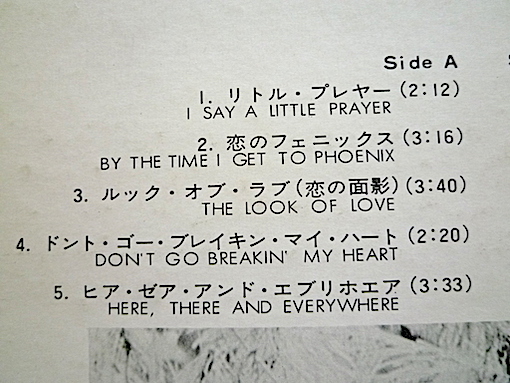 Side A
1. リトル・プレヤー(2:12)
I SAY A LITTLE PRAYER
2. 恋のフェニックス(3:16)
BY THE TIME I GET TO PHOENIX
3. ルック・オブ・ラブ(恋の面影)(3:40)
THE LOOK OF LOVE
4. ドント・ゴー・ブレイキン・マイ・ハート(2:20)
DON'T GO BREAKIN' MY HEART
5. ヒア・ゼア・アンド・エブリホエア(3:33)
HERE, THERE AND EVERYWHERE